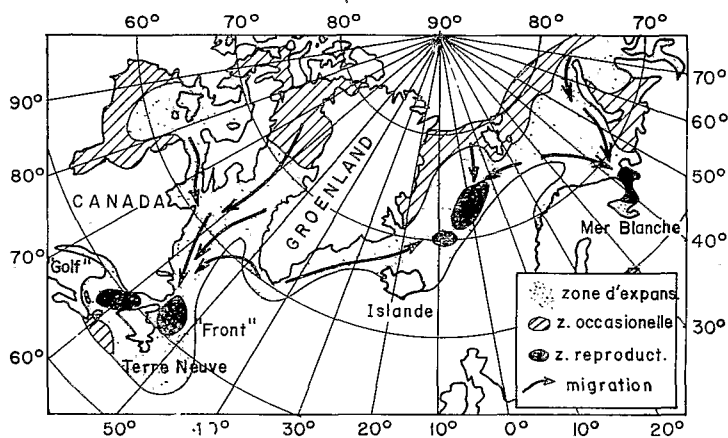 60° 70° 80° 90° 80° 70°
90°
80°
70°
60°
70°
60°
50°
40°
30°
CANADA
GROENLAND
"Golf"
"Front"
Terre Neuve
Islande
Mer Blanche
zone d'expans.
z. occasionelle
z. reproduct.
migration
50° 30° 20° 10° 0° 10° 20°